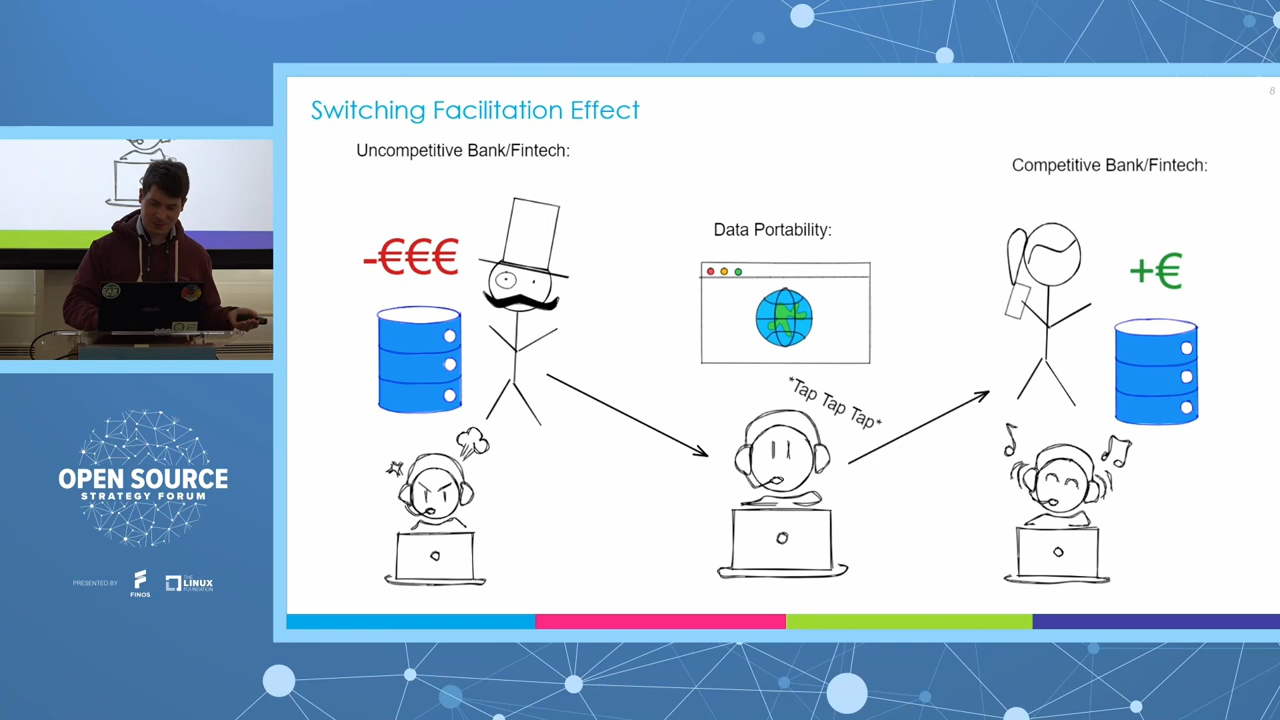 Switching Facilitation Effect
8
Uncompetitive Bank/Fintech:
Competitive Bank/Fintech:
Data Portability:
-€€€
+€
*Tap Tap Tap*
OPEN SOURCE
STRATEGY FORUM
PRESENTED BY
FINOS
THE
LINUX
FOUNDATION